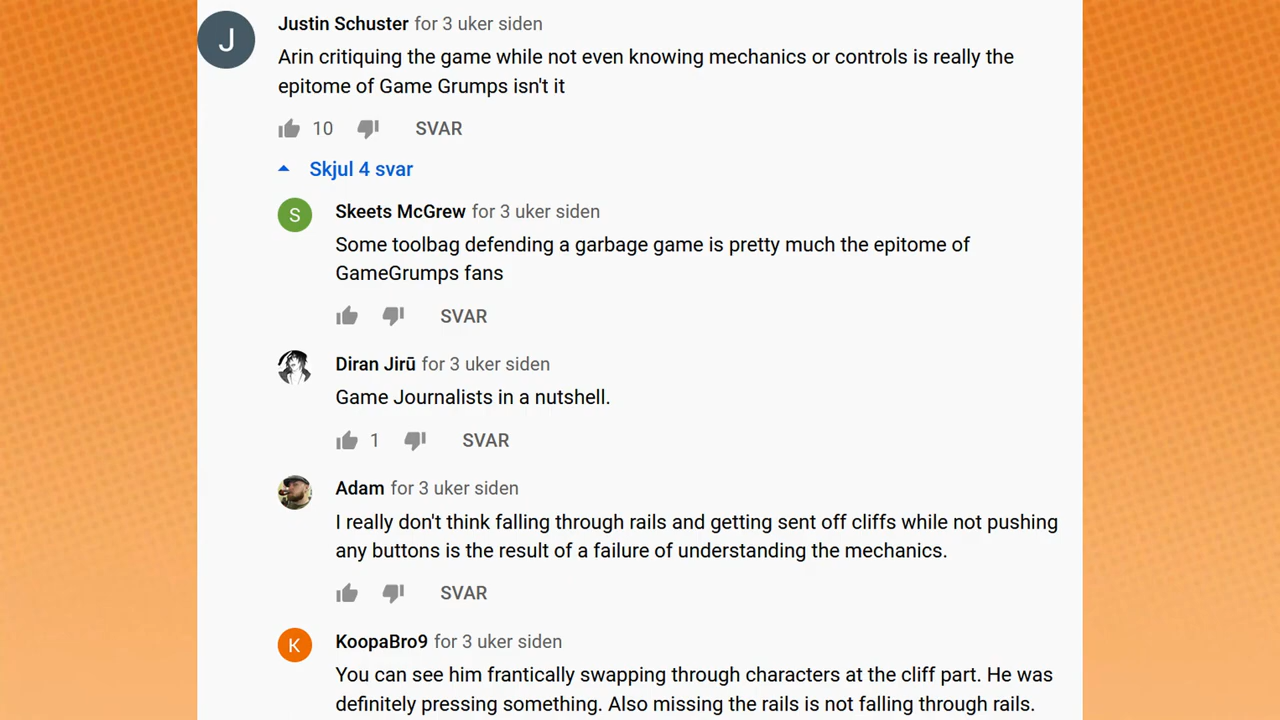 J
Justin Schuster for 3 uker siden
Arin critiquing the game while not even knowing mechanics or controls is really the
epitome of Game Grumps isn't it
10 SVAR
Skjul 4 svar
S
Skeets McGrew for 3 uker siden
Some toolbag defending a garbage game is pretty much the epitome of
GameGrumps fans
SVAR
Diran Jirū for 3 uker siden
Game Journalists in a nutshell.
1 SVAR
Adam for 3 uker siden
I really don't think falling through rails and getting sent off cliffs while not pushing
any buttons is the result of a failure of understanding the mechanics.
SVAR
K
KoopaBro9 for 3 uker siden
You can see him frantically swapping through characters at the cliff part. He was
definitely pressing something. Also missing the rails is not falling through rails.